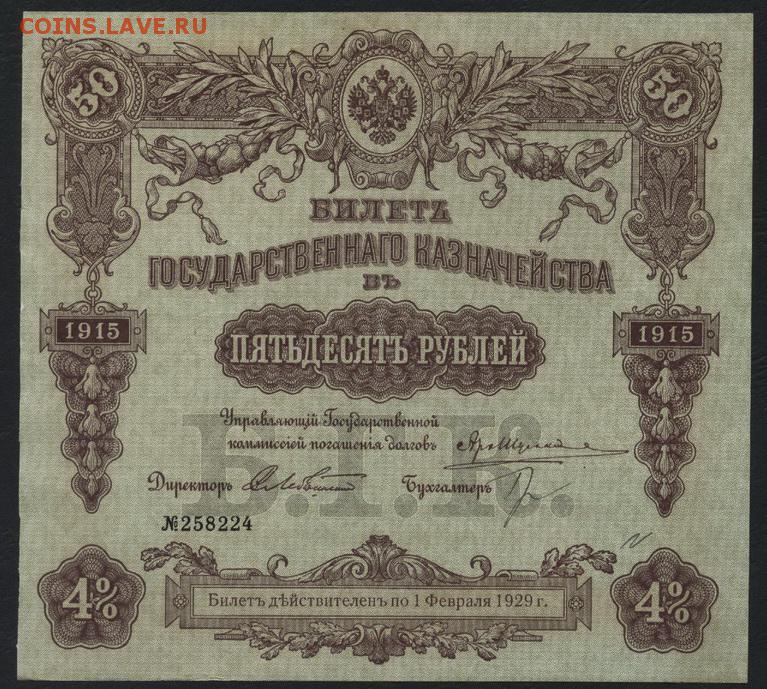 COINS.LAVE.RU
50 50
БИЛЕТЪ
ГОСУДАРСТВЕННАГО КАЗНАЧЕЙСТВА
ВЪ
1915 1915
ПЯТЬДЕСЯТЪ РУБЛЕЙ
Б.Г.К.
Управляющій Государственной
коммиссіей погашенія долговъ
Директоръ Бухгалтеръ
№258224
4% 4%
Билетъ дѣйствителенъ по 1 Февраля 1929 г.